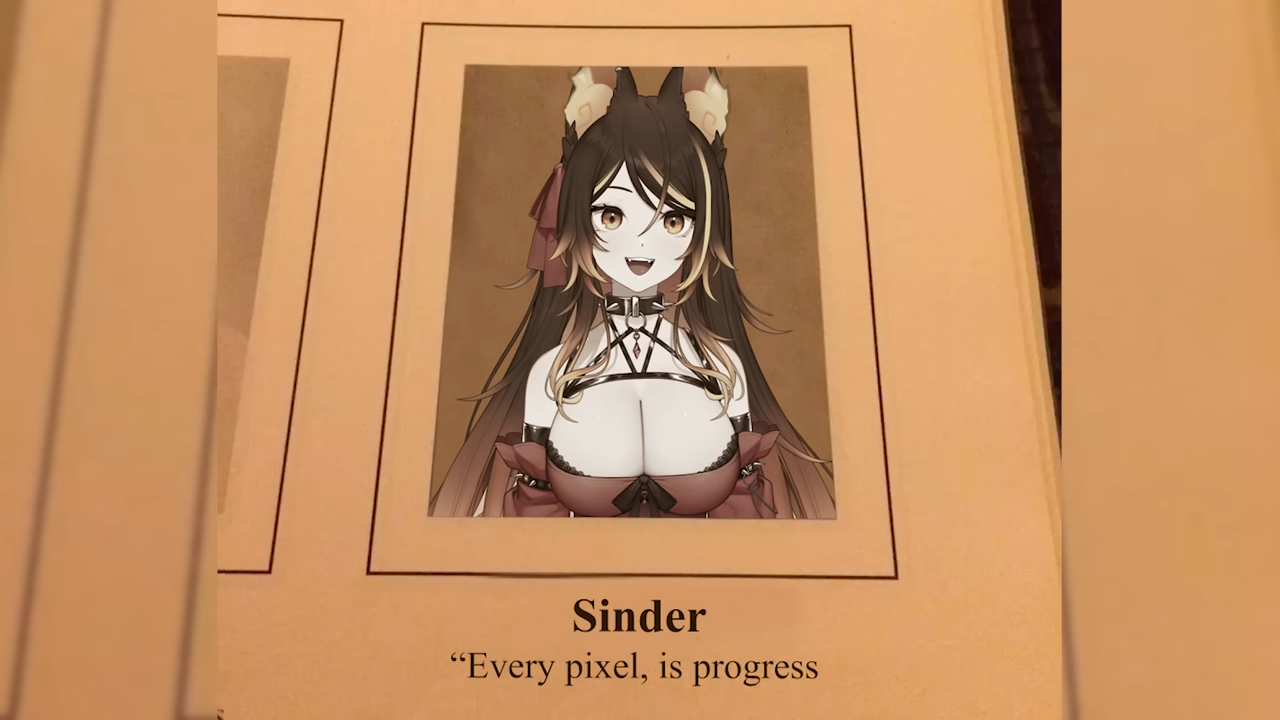 Sinder
“Every pixel, is progress